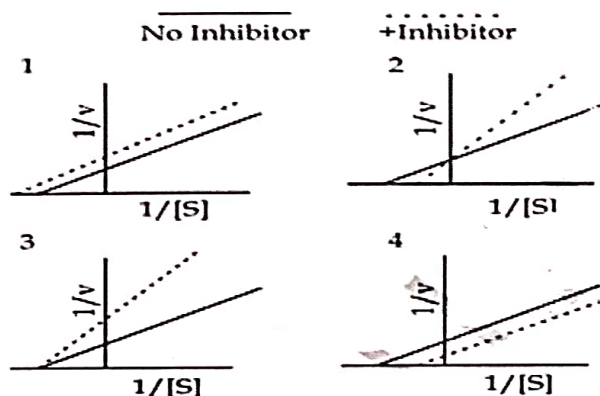 No Inhibitor +Inhibitor
1 2
1/v 1/v
1/[S] 1/[S]
3 4
1/v 1/v
1/[S] 1/[S]